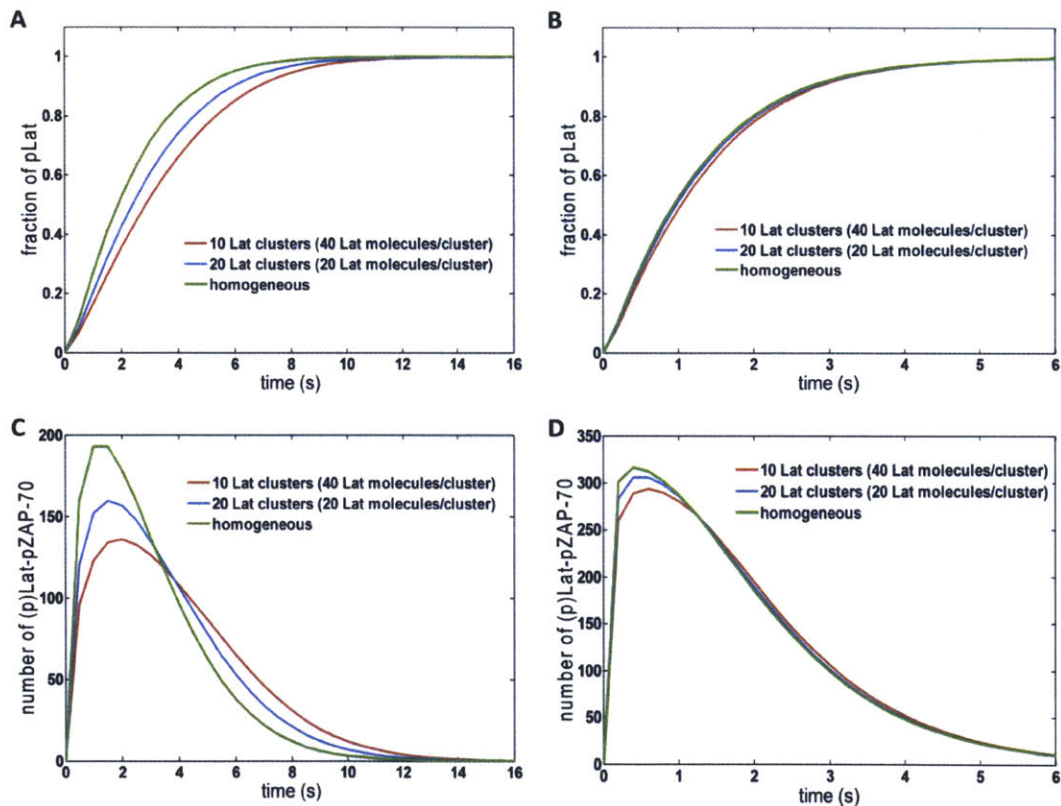 A
1
0.8
0.6
0.4
0.2
0
fraction of pLat
10 Lat clusters (40 Lat molecules/cluster)
20 Lat clusters (20 Lat molecules/cluster)
homogeneous
0 2 4 6 8 10 12 14 16
time (s)
B
1
0.8
0.6
0.4
0.2
0
fraction of pLat
10 Lat clusters (40 Lat molecules/cluster)
20 Lat clusters (20 Lat molecules/cluster)
homogeneous
0 1 2 3 4 5 6
time (s)
C
200
150
100
50
0
number of (p)Lat-pZAP-70
10 Lat clusters (40 Lat molecules/cluster)
20 Lat clusters (20 Lat molecules/cluster)
homogeneous
0 2 4 6 8 10 12 14 16
time (s)
D
350
300
250
200
150
100
50
0
number of (p)Lat-pZAP-70
10 Lat clusters (40 Lat molecules/cluster)
20 Lat clusters (20 Lat molecules/cluster)
homogeneous
0 1 2 3 4 5 6
time (s)